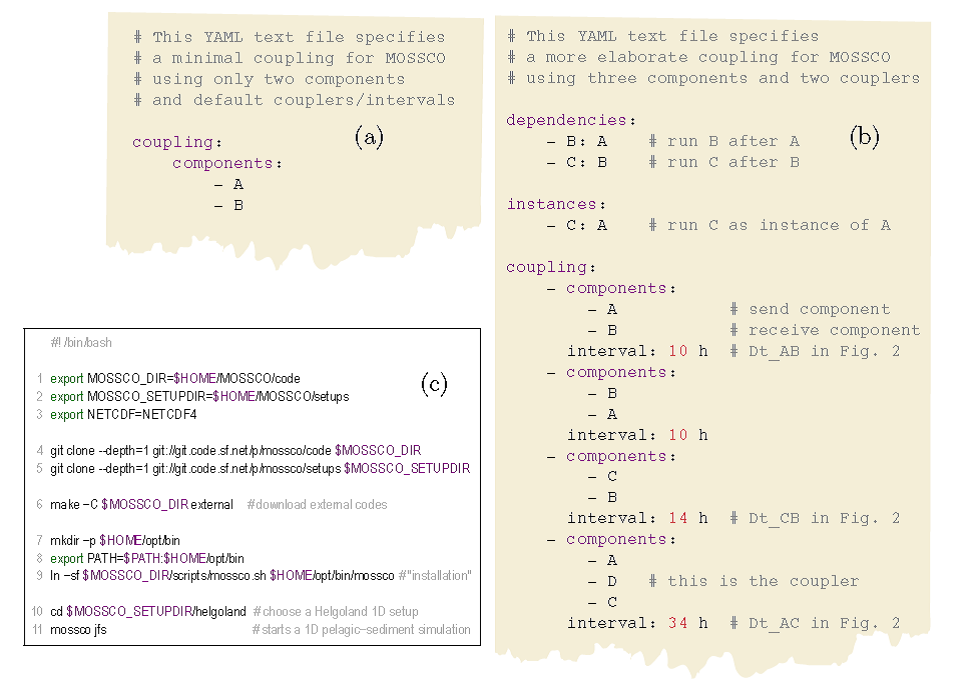 # This YAML text file specifies
# a minimal coupling for MOSSCO
# using only two components
# and default couplers/intervals
coupling:
components:
- A
- B
(a)
# This YAML text file specifies
# a more elaborate coupling for MOSSCO
# using three components and two couplers
dependencies:
- B: A # run B after A
- C: B # run C after B
(b)
instances:
- C: A # run C as instance of A
coupling:
- components:
- A # send component
- B # receive component
interval: 10 h # Dt_AB in Fig. 2
- components:
- B
- A
interval: 10 h
- components:
- C
- B
interval: 14 h # Dt_CB in Fig. 2
- components:
- A
- D # this is the coupler
- C
interval: 34 h # Dt_AC in Fig. 2
#!/bin/bash
(c)
1 export MOSSCO_DIR=$HOME/MOSSCO/code
2 export MOSSCO_SETUPDIR=$HOME/MOSSCO/setups
3 export NETCDF=NETCDF4
4 git clone --depth=1 git://git.code.sf.net/p/mossco/code $MOSSCO_DIR
5 git clone --depth=1 git://git.code.sf.net/p/mossco/setups $MOSSCO_SETUPDIR
6 make -C $MOSSCO_DIR external #download external codes
7 mkdir -p $HOME/opt/bin
8 export PATH=$PATH:$HOME/opt/bin
9 ln -sf $MOSSCO_DIR/scripts/mossco.sh $HOME/opt/bin/mossco #"installation"
10 cd $MOSSCO_SETUPDIR/helgoland #choose a Helgoland 1D setup
11 mossco jfs #starts a 1D pelagic-sediment simulation